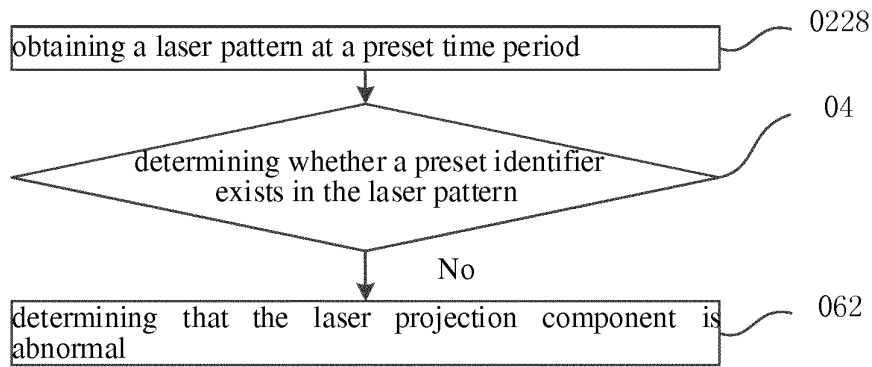 obtaining a laser pattern at a preset time period
0228
determining whether a preset identifier
exists in the laser pattern
04
No
determining that the laser projection component is
abnormal
062